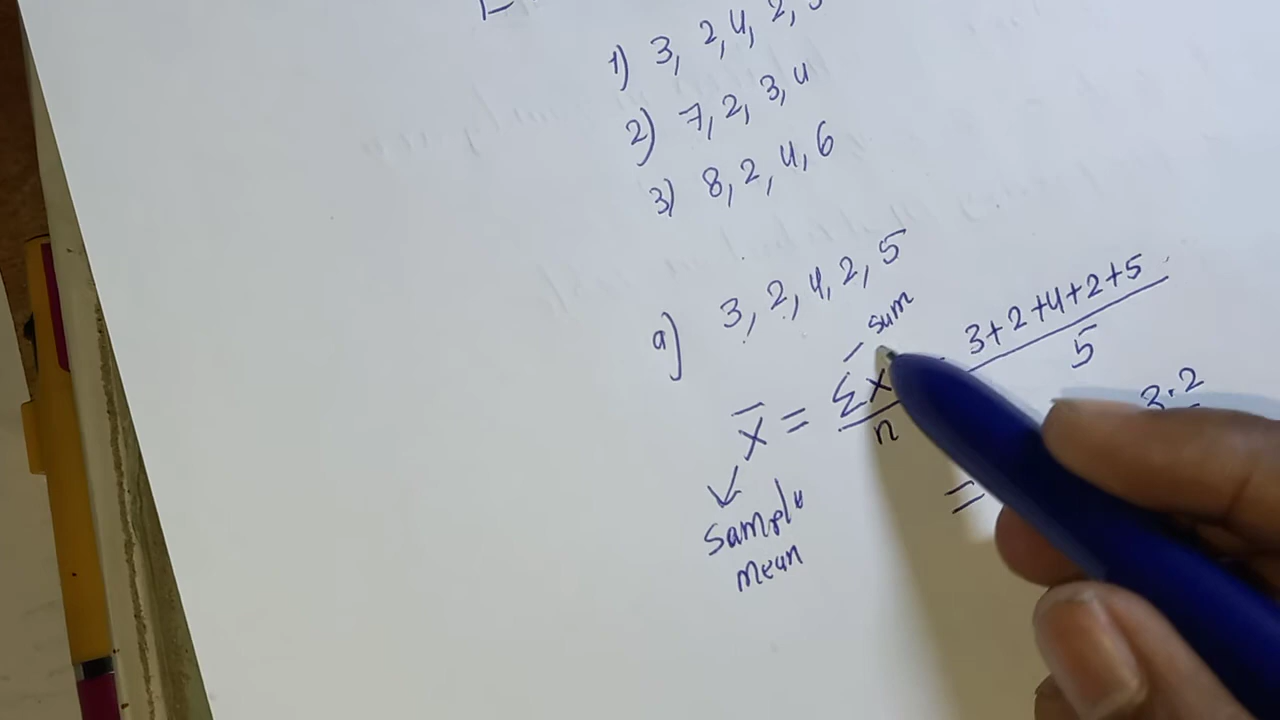 1) 3, 2, 4, 2, 5
2) 7, 2, 3, 4
3) 8, 2, 4, 6
a) 3, 2, 4, 2, 5
sum
x̄ = Σx / n = 3+2+4+2+5 / 5
= 3.2
Sample
mean